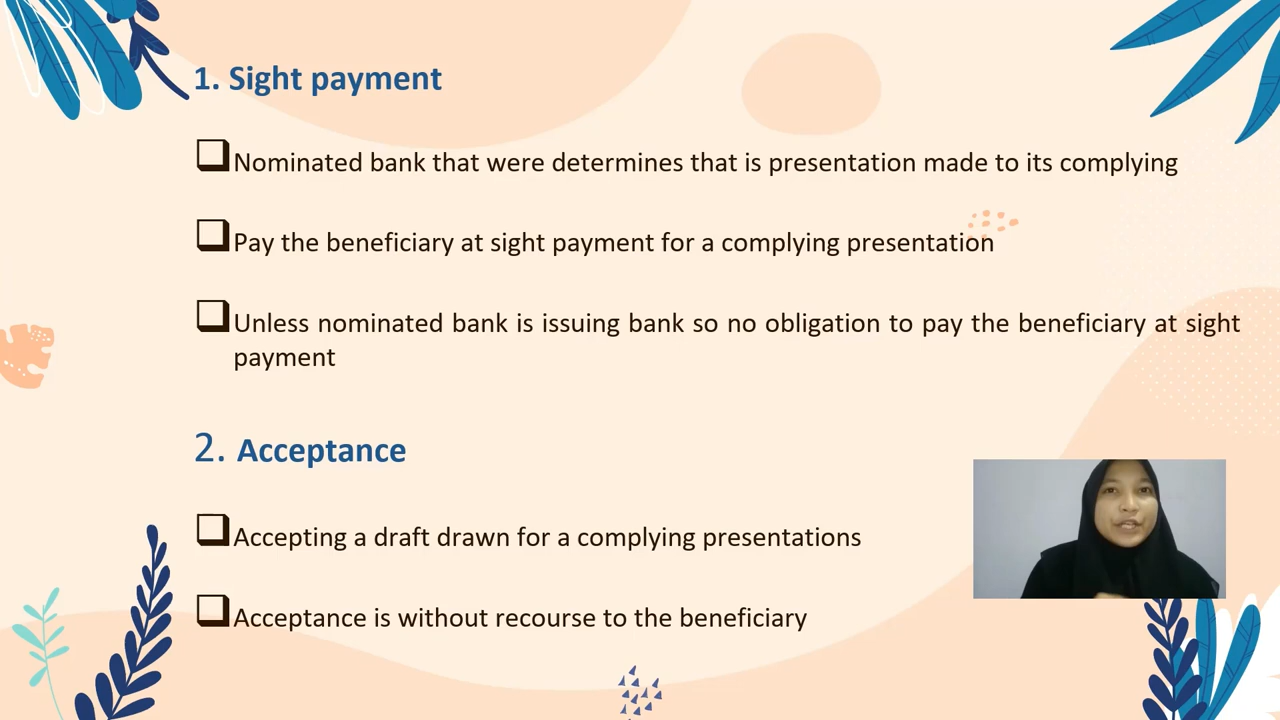 1. Sight payment
Nominated bank that were determines that is presentation made to its complying
Pay the beneficiary at sight payment for a complying presentation
Unless nominated bank is issuing bank so no obligation to pay the beneficiary at sight
payment
2. Acceptance
Accepting a draft drawn for a complying presentations
Acceptance is without recourse to the beneficiary